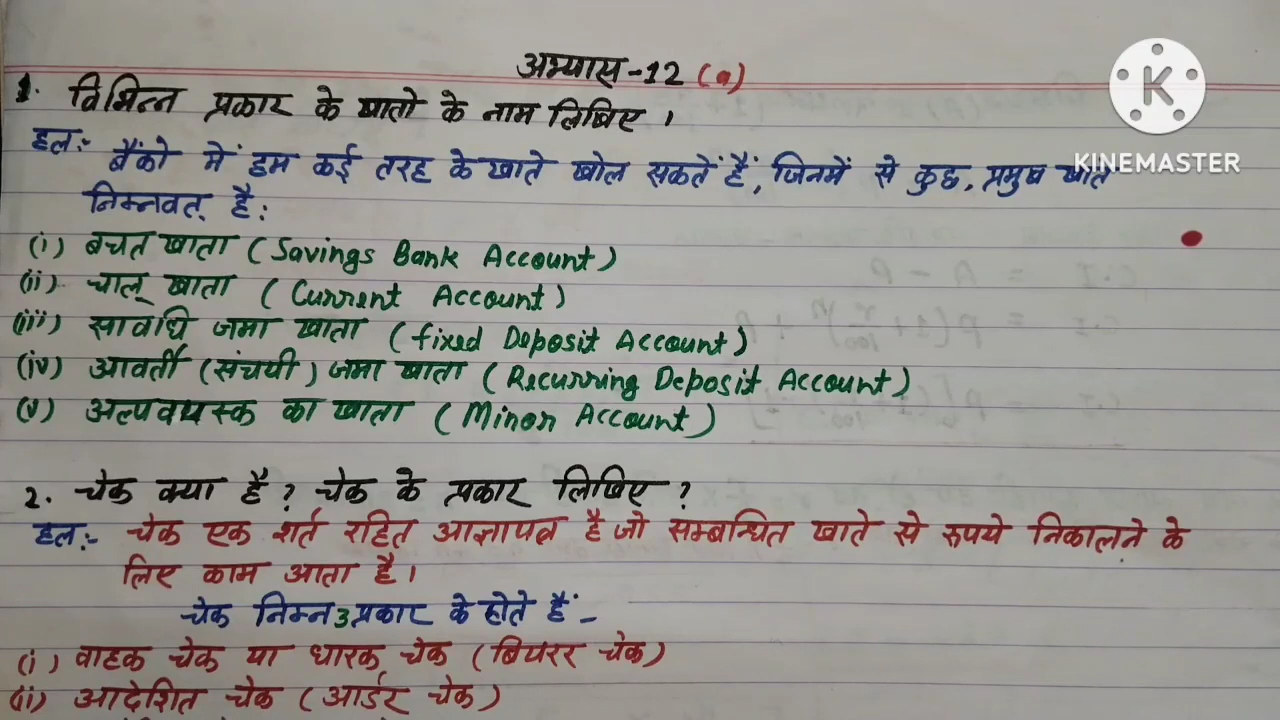 अभ्यास-12 (a)
1. विभिन्न प्रकार के खातो के नाम लिखिए ।
हल:- बैंको में हम कई तरह के खाते खोल सकतें हैं, जिनमें से कुछ, प्रमुख खाते
निम्नवत् है:
(i) बचत खाता (Savings Bank Account)
(ii) चालू खाता (Current Account)
(iii) सावधि जमा खाता (fixed Deposit Account)
(iv) आवर्ती (संचयी) जमा खाता (Recurring Deposit Account)
(v) अल्पवयस्क का खाता (Minor Account)
2. चेक क्या है ? चेक के प्रकार लिखिए ?
हल:- चेक एक शर्त रहित आज्ञापत्र है जो सम्बन्धित खाते से रुपये निकालने के
लिए काम आता है।
चेक निम्न 3 प्रकार के होते हैं -
(i) वाहक चेक या धारक चेक (बियरर चेक)
(ii) आदेशित चेक (आर्डर चेक)
K
KINEMASTER